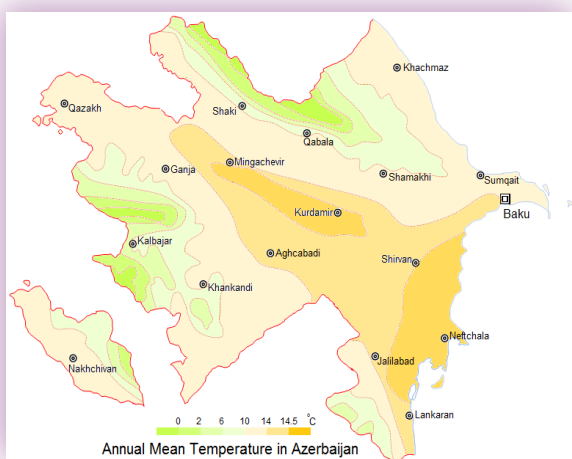 Khachmaz
Qazakh
Shaki
Qabala
Mingachevir
Ganja
Shamakhi
Sumqait
Baku
Kurdamir
Kalbajar
Aghcabadi
Shirvan
Khankandi
Neftchala
Nakhchivan
Jalilabad
Lankaran
0 2 6 10 14 14.5 °C
Annual Mean Temperature in Azerbaijan